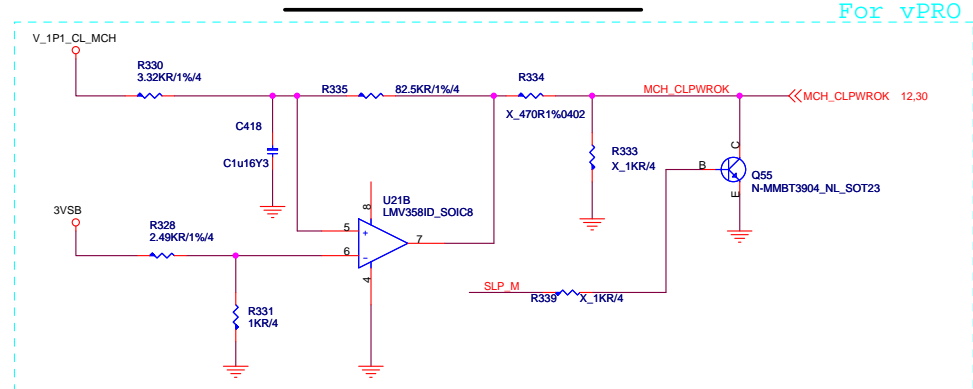 For vPRO
V_1P1_CL_MCH
R330
3.32KR/1%/4
R335
82.5KR/1%/4
R334
X_470R1%0402
MCH_CLPWROK
MCH_CLPWROK 12,30
C418
C1u16Y3
R333
X_1KR/4
C
B
E
Q55
N-MMBT3904_NL_SOT23
3VSB
R328
2.49KR/1%/4
U21B
LMV358ID_SOIC8
8
5
+
6
-
7
4
SLP_M
R339
X_1KR/4
R331
1KR/4